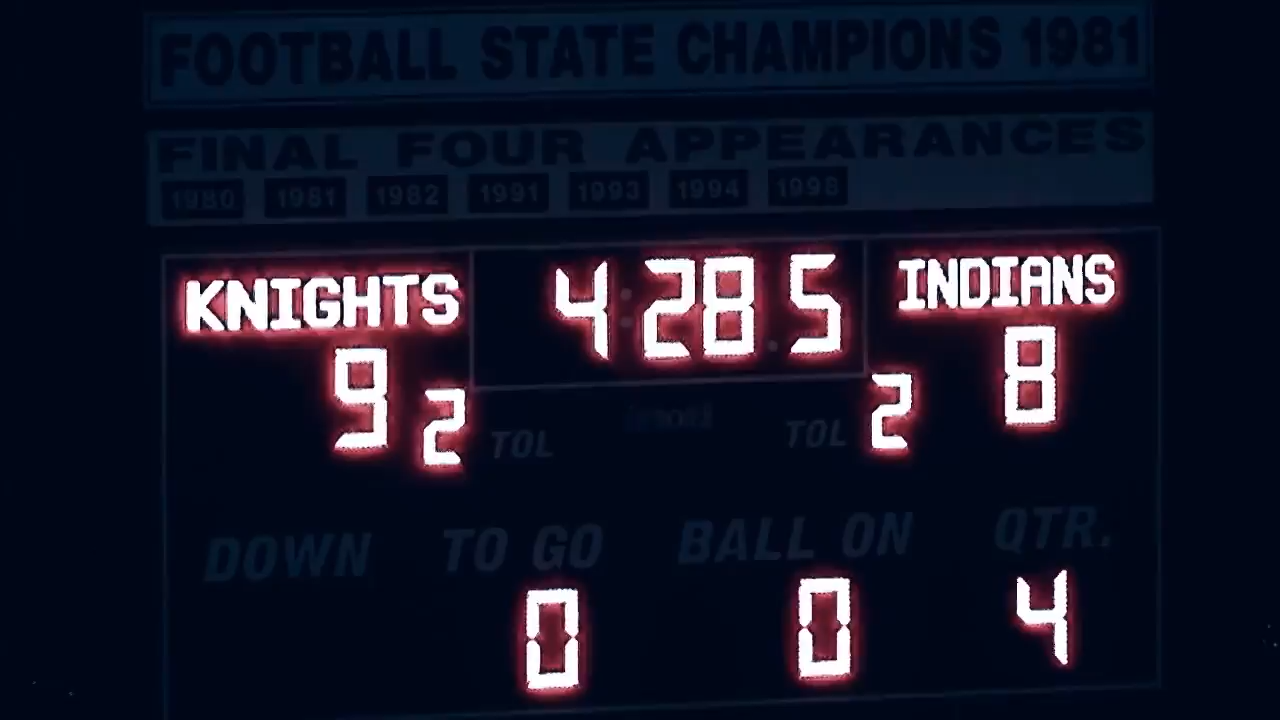 FOOTBALL STATE CHAMPIONS 1981
FINAL FOUR APPEARANCES
1980 1981 1982 1991 1993 1994 1998
KNIGHTS 4:28.5 INDIANS
9 2 TOL TOL 2 8
DOWN TO GO BALL ON QTR.
0 0 4